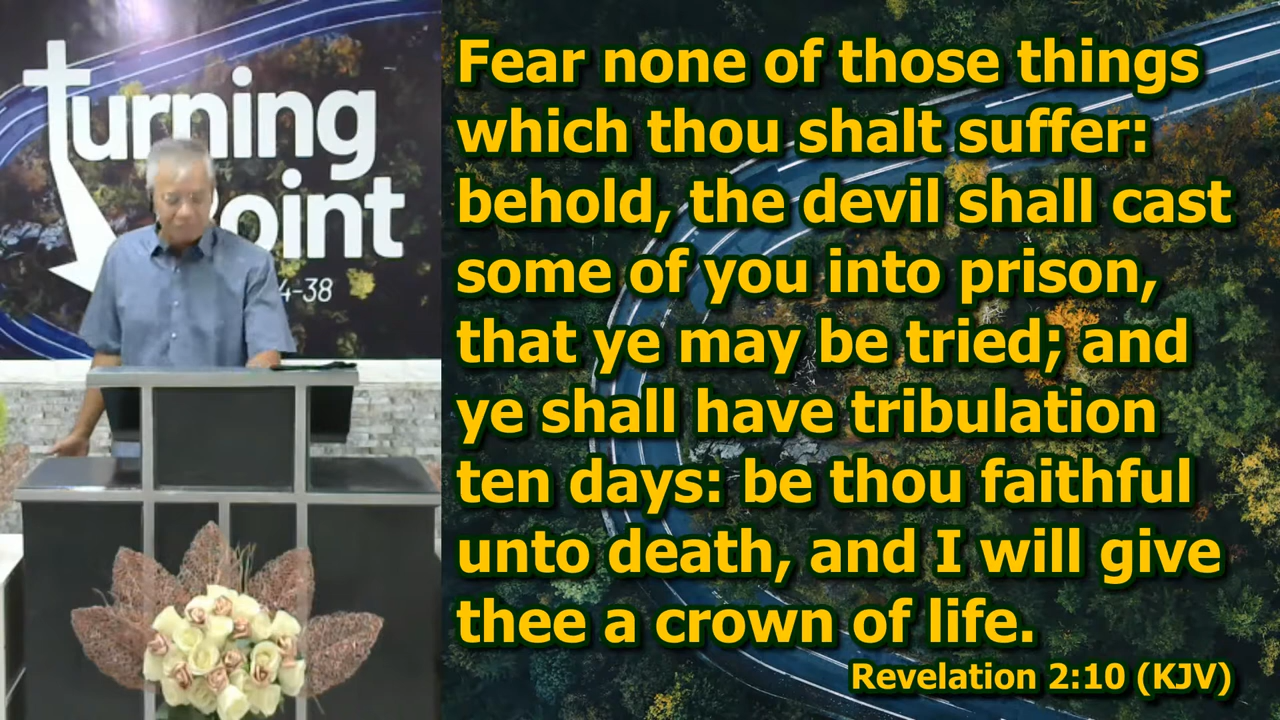 turning
Point
4-38
Fear none of those things
which thou shalt suffer:
behold, the devil shall cast
some of you into prison,
that ye may be tried; and
ye shall have tribulation
ten days: be thou faithful
unto death, and I will give
thee a crown of life.
Revelation 2:10 (KJV)